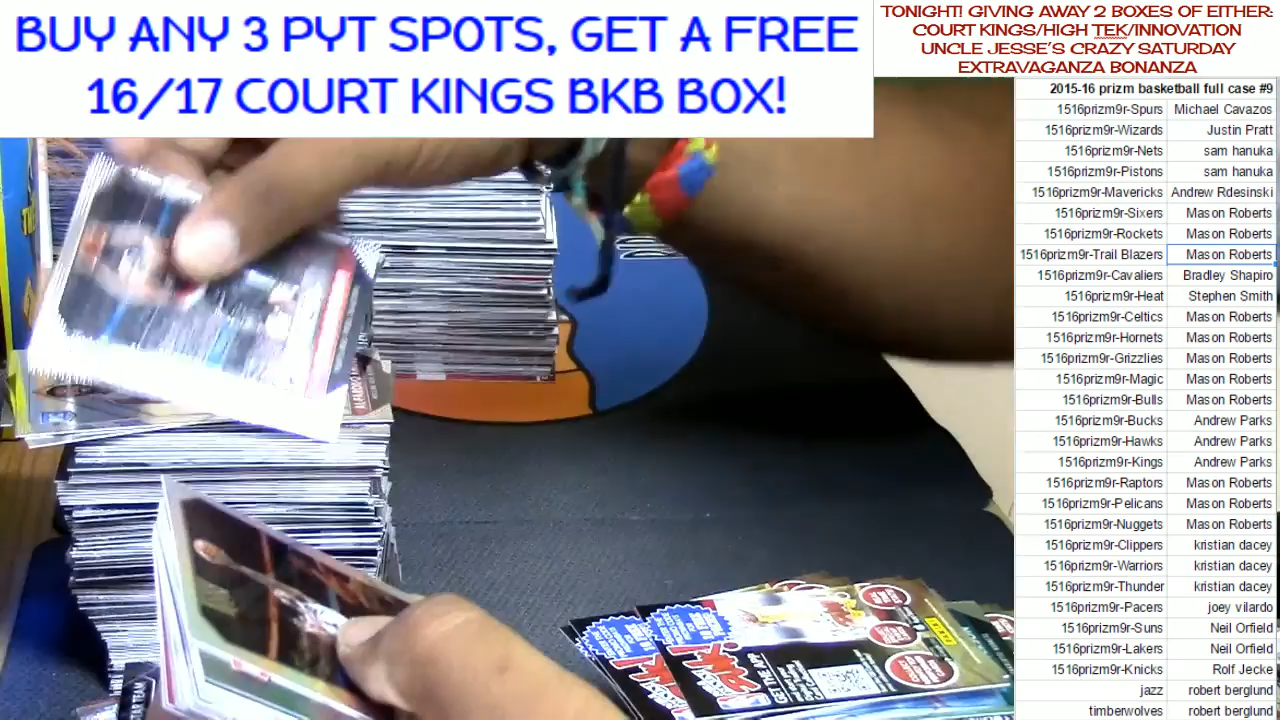 BUY ANY 3 PYT SPOTS, GET A FREE
16/17 COURT KINGS BKB BOX!
TONIGHT! GIVING AWAY 2 BOXES OF EITHER:
COURT KINGS/HIGH TEK/INNOVATION
UNCLE JESSE'S CRAZY SATURDAY
EXTRAVAGANZA BONANZA
2015-16 prizm basketball full case #9
1516prizm9r-Spurs Michael Cavazos
1516prizm9r-Wizards Justin Pratt
1516prizm9r-Nets sam hanuka
1516prizm9r-Pistons sam hanuka
1516prizm9r-Mavericks Andrew Rdesinski
1516prizm9r-Sixers Mason Roberts
1516prizm9r-Rockets Mason Roberts
1516prizm9r-Trail Blazers Mason Roberts
1516prizm9r-Cavaliers Bradley Shapiro
1516prizm9r-Heat Stephen Smith
1516prizm9r-Celtics Mason Roberts
1516prizm9r-Hornets Mason Roberts
1516prizm9r-Grizzlies Mason Roberts
1516prizm9r-Magic Mason Roberts
1516prizm9r-Bulls Mason Roberts
1516prizm9r-Bucks Andrew Parks
1516prizm9r-Hawks Andrew Parks
1516prizm9r-Kings Andrew Parks
1516prizm9r-Raptors Mason Roberts
1516prizm9r-Pelicans Mason Roberts
1516prizm9r-Nuggets Mason Roberts
1516prizm9r-Clippers kristian dacey
1516prizm9r-Warriors kristian dacey
1516prizm9r-Thunder kristian dacey
1516prizm9r-Pacers joey vilardo
1516prizm9r-Suns Neil Orfield
1516prizm9r-Lakers Neil Orfield
1516prizm9r-Knicks Rolf Jecke
jazz robert berglund
timberwolves robert berglund
STAR TEAM
PANINI